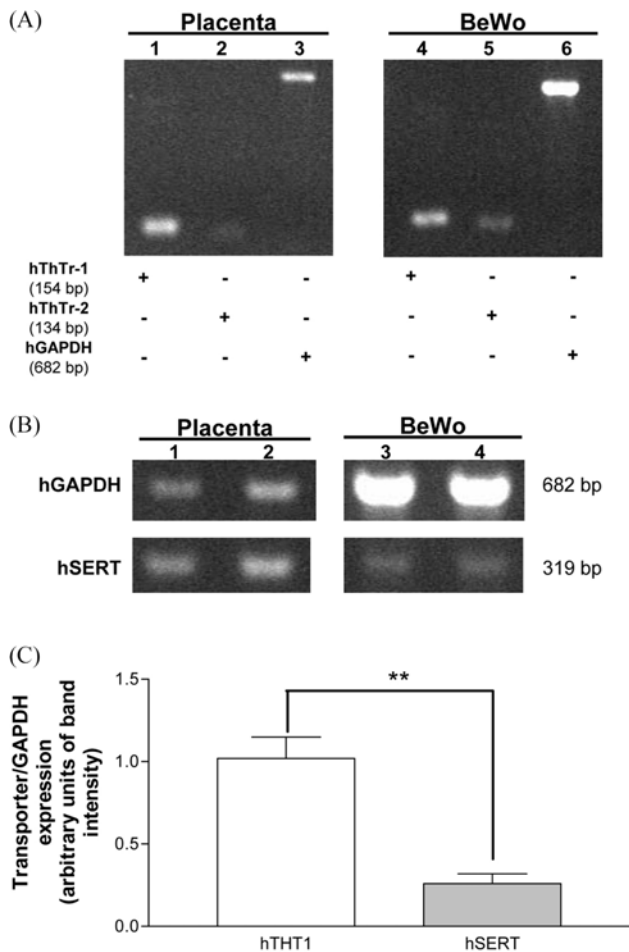 (A)
Placenta BeWo
1 2 3 4 5 6
hThTr-1 + - - + - -
(154 bp)
hThTr-2 - + - - + -
(134 bp)
hGAPDH - - + - - +
(682 bp)
(B)
Placenta BeWo
1 2 3 4
hGAPDH 682 bp
hSERT 319 bp
(C)
Transporter/GAPDH
expression
(arbitrary units of band
intensity)
1.5
1.0
0.5
0.0
**
hTHT1 hSERT